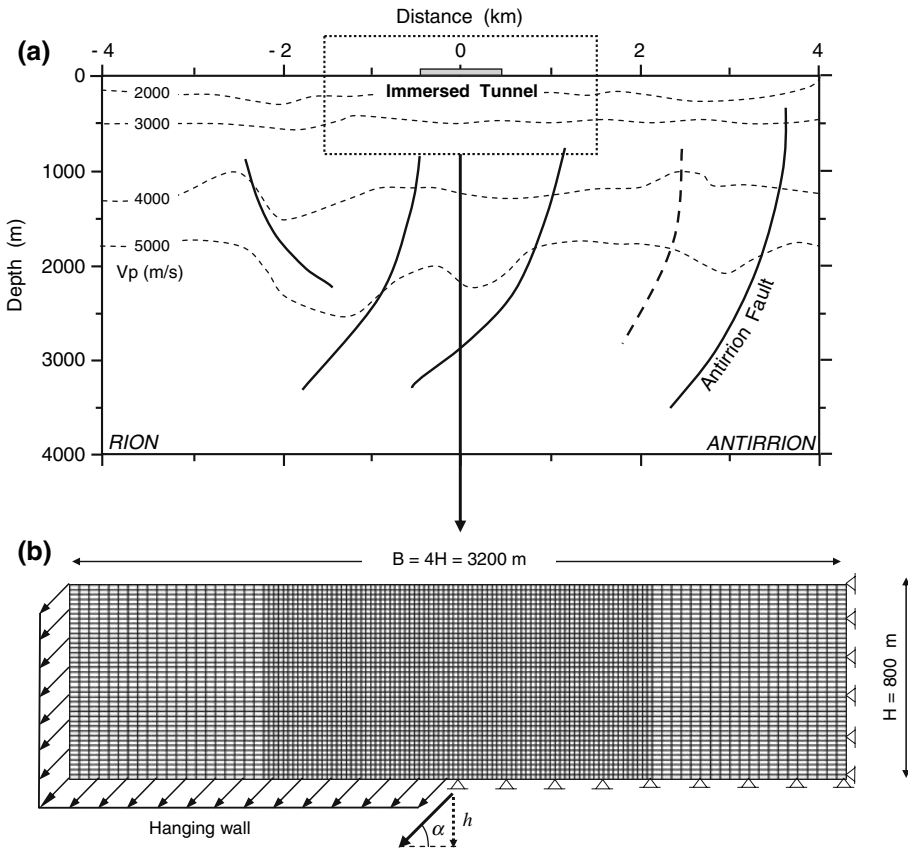 Distance (km)
(a)
- 4
- 2
0
2
4
0
1000
2000
3000
4000
Depth (m)
2000
3000
4000
5000
Vp (m/s)
Immersed Tunnel
Antirrion Fault
RION
ANTIRRION
(b)
B = 4H = 3200 m
H = 800 m
Hanging wall
α
h